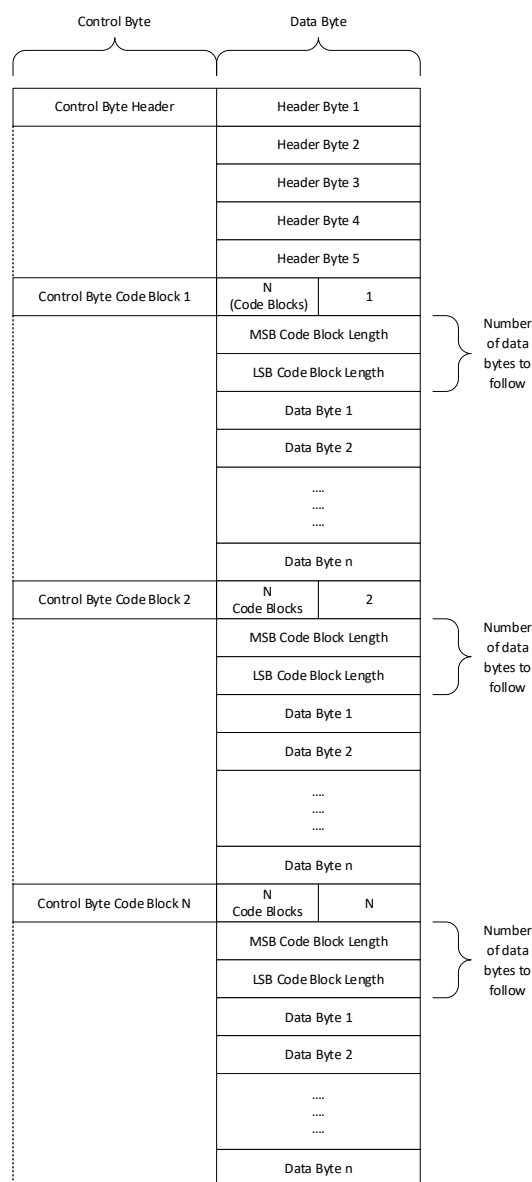 Control Byte
Data Byte
Control Byte Header
Header Byte 1
Header Byte 2
Header Byte 3
Header Byte 4
Header Byte 5
Control Byte Code Block 1
N
(Code Blocks)
1
MSB Code Block Length
LSB Code Block Length
Number
of data
bytes to
follow
Data Byte 1
Data Byte 2
....
....
....
Data Byte n
Control Byte Code Block 2
N
Code Blocks
2
MSB Code Block Length
LSB Code Block Length
Number
of data
bytes to
follow
Data Byte 1
Data Byte 2
....
....
....
Data Byte n
Control Byte Code Block N
N
Code Blocks
N
MSB Code Block Length
LSB Code Block Length
Number
of data
bytes to
follow
Data Byte 1
Data Byte 2
....
....
....
Data Byte n